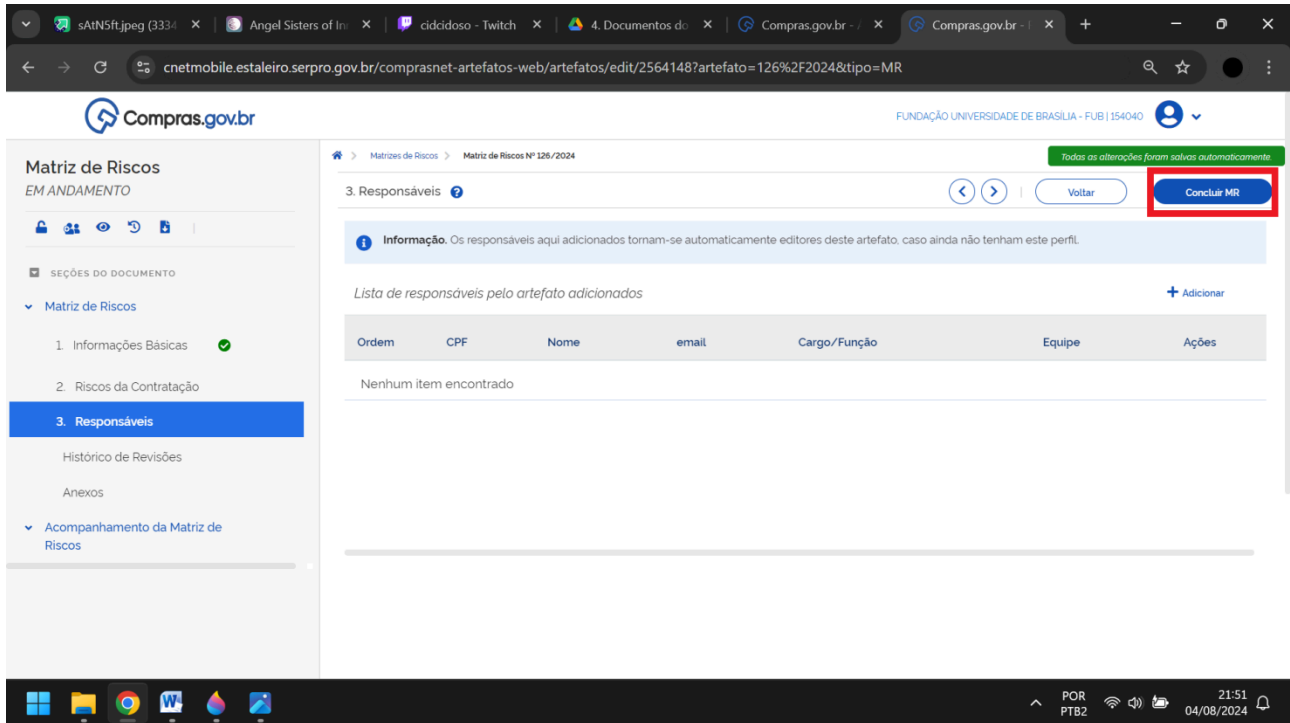 sAtN5ft.jpeg (3334
Angel Sisters of In
cidcidoso - Twitch
4. Documentos do
Compras.gov.br - /
Compras.gov.br -
cnetmobile.estaleiro.serpro.gov.br/comprasnet-artefatos-web/artefatos/edit/2564148?artefato=126%2F2024&tipo=MR
Compras.gov.br
FUNDAÇÃO UNIVERSIDADE DE BRASÍLIA - FUB | 154040
Matriz de Riscos
EM ANDAMENTO
SEÇÕES DO DOCUMENTO
Matriz de Riscos
1. Informações Básicas
2. Riscos da Contratação
3. Responsáveis
Histórico de Revisões
Anexos
Acompanhamento da Matriz de
Riscos
Matrizes de Riscos > Matriz de Riscos Nº 126/2024
Todas as alterações foram salvas automaticamente.
3. Responsáveis
Voltar
Concluir MR
Informação. Os responsáveis aqui adicionados tornam-se automaticamente editores deste artefato, caso ainda não tenham este perfil.
Lista de responsáveis pelo artefato adicionados
+ Adicionar
Ordem CPF Nome email Cargo/Função Equipe Ações
Nenhum item encontrado
POR
PTB2
21:51
04/08/2024